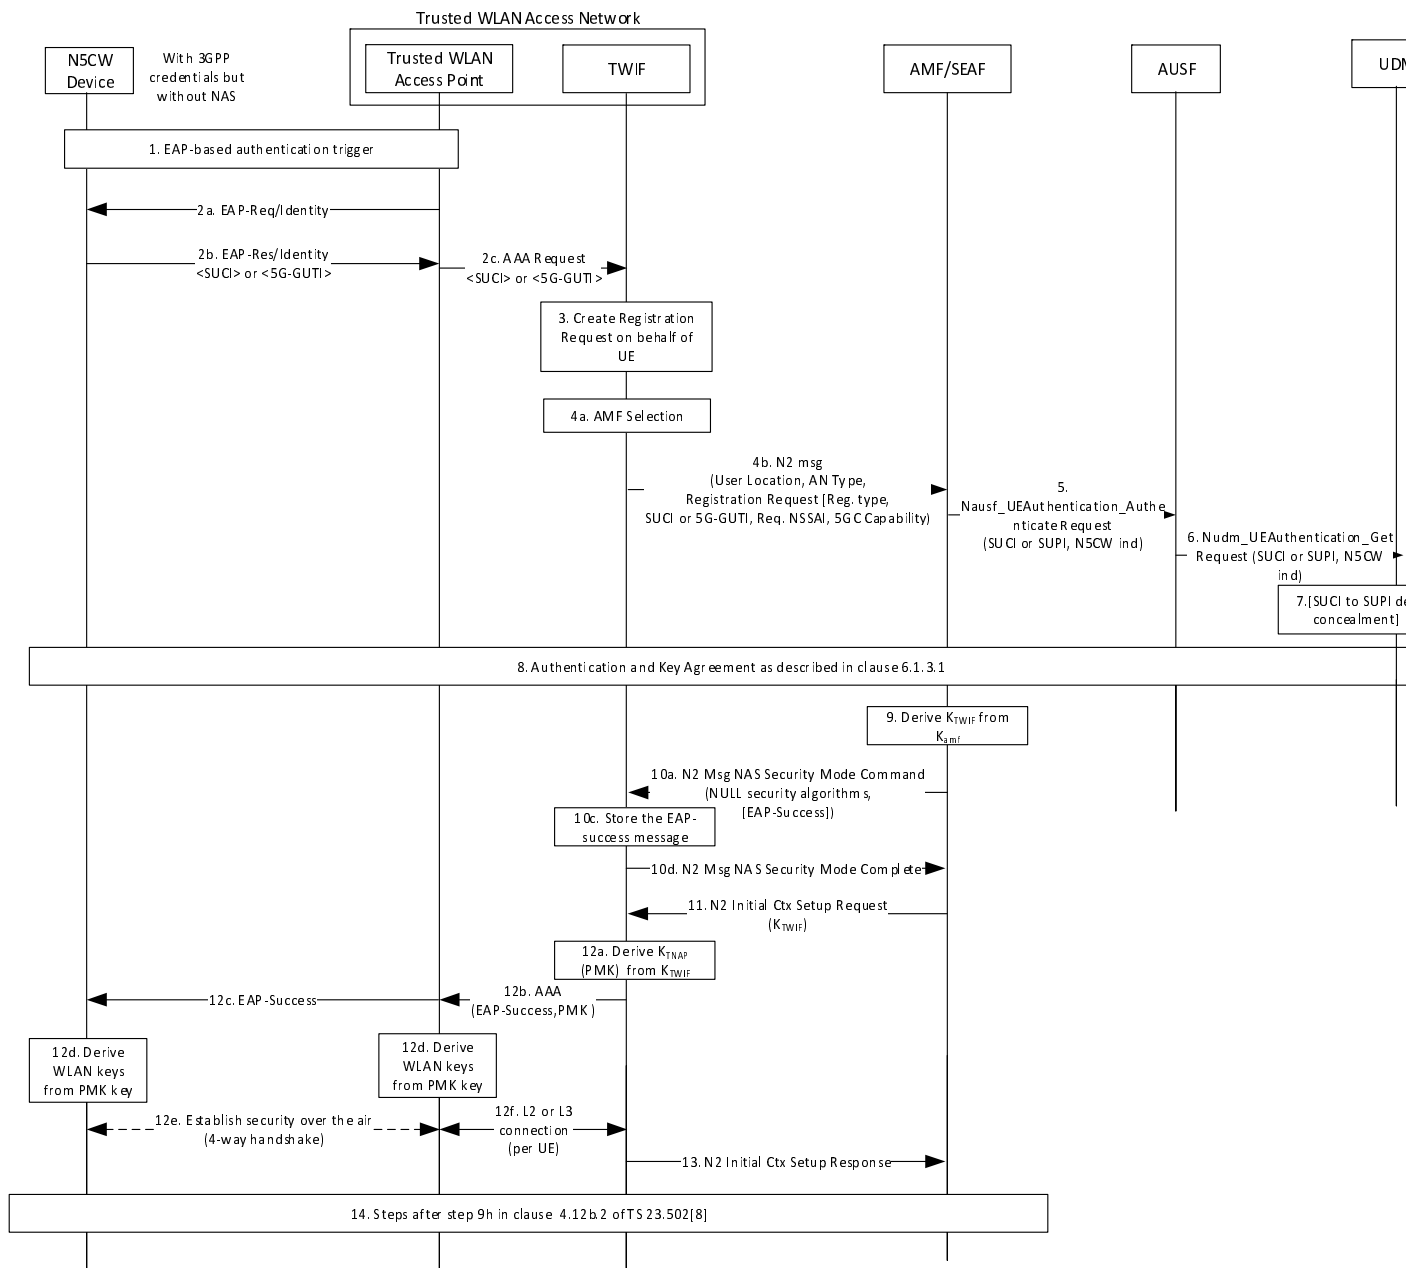 Trusted WLAN Access Network
N5CW
Device
With 3GPP
credentials but
without NAS
Trusted WLAN
Access Point
TWIF
AMF/SEAF
AUSF
UDM
1. EAP-based authentication trigger
2a. EAP-Req/Identity
2b. EAP-Res/Identity
<SUCI> or <5G-GUTI>
2c. AAA Request
<SUCI> or <5G-GUTI>
3. Create Registration
Request on behalf of
UE
4a. AMF Selection
4b. N2 msg
(User Location, AN Type,
Registration Request [Reg. type,
SUCI or 5G-GUTI, Req. NSSAI, 5GC Capability)
5.
Nausf_UEAuthentication_Authe
nticate Request
(SUCI or SUPI, N5CW ind)
6. Nudm_UEAuthentication_Get
Request (SUCI or SUPI, N5CW
ind)
7.[SUCI to SUPI de
concealment]
8. Authentication and Key Agreement as described in clause 6.1.3.1
9. Derive KTWIF from
Kamf
10a. N2 Msg NAS Security Mode Command
(NULL security algorithms,
[EAP-Success])
10c. Store the EAP-
success message
10d. N2 Msg NAS Security Mode Complete
11. N2 Initial Ctx Setup Request
(KTWIF)
12a. Derive KTNAP
(PMK) from KTWIF
12b. AAA
(EAP-Success,PMK )
12c. EAP-Success
12d. Derive
WLAN keys
from PMK key
12d. Derive
WLAN keys
from PMK key
12e. Establish security over the air
(4-way handshake)
12f. L2 or L3
connection
(per UE)
13. N2 Initial Ctx Setup Response
14. Steps after step 9h in clause 4.12b.2 of TS 23.502[8]